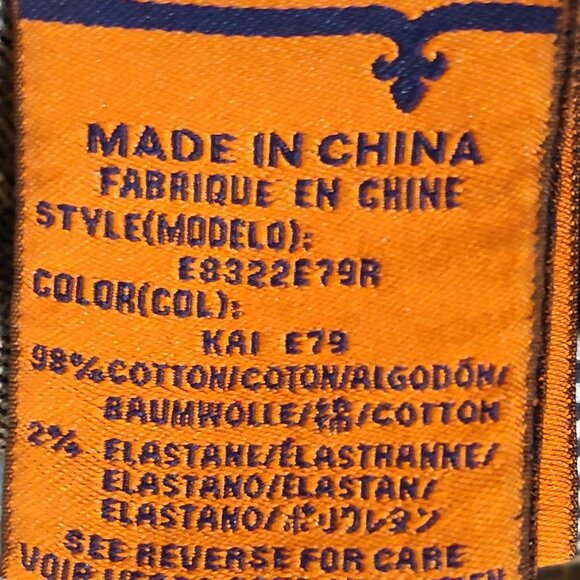 MADE IN CHINA
FABRIQUE EN CHINE
STYLE(MODELO):
E8322E79R
COLOR(COL):
KAI E79
98%COTTON/COTON/ALGODÓN/
BAUMWOLLE/綿/COTTON
2% ELASTANE/ÉLASTHANNE/
ELASTANO/ELASTAN/
ELASTANO/ポリウレタン
SEE REVERSE FOR CARE
VOIR